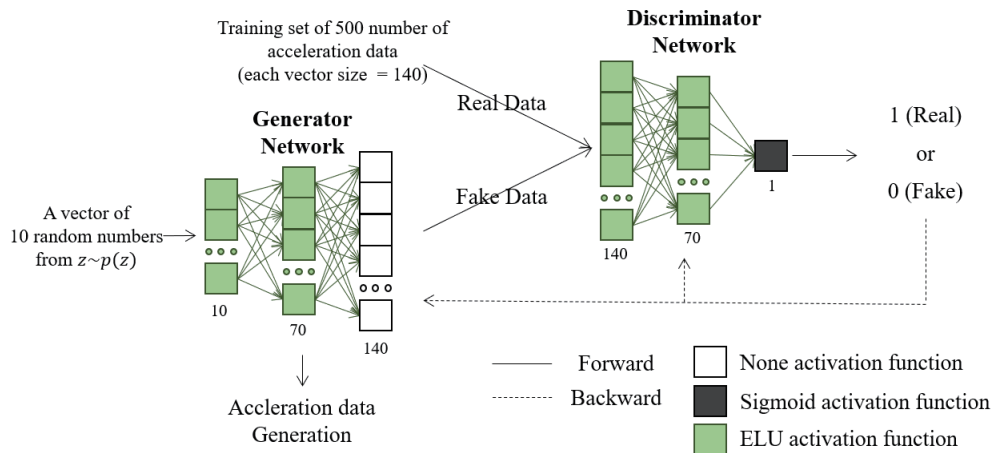 Training set of 500 number of
acceleration data
(each vector size = 140)
Discriminator
Network
Real Data
Generator
Network
Fake Data
1 (Real)
or
0 (Fake)
A vector of
10 random numbers
from z~p(z)
10
70
140
140
70
1
Accleration data
Generation
Forward
Backward
None activation function
Sigmoid activation function
ELU activation function